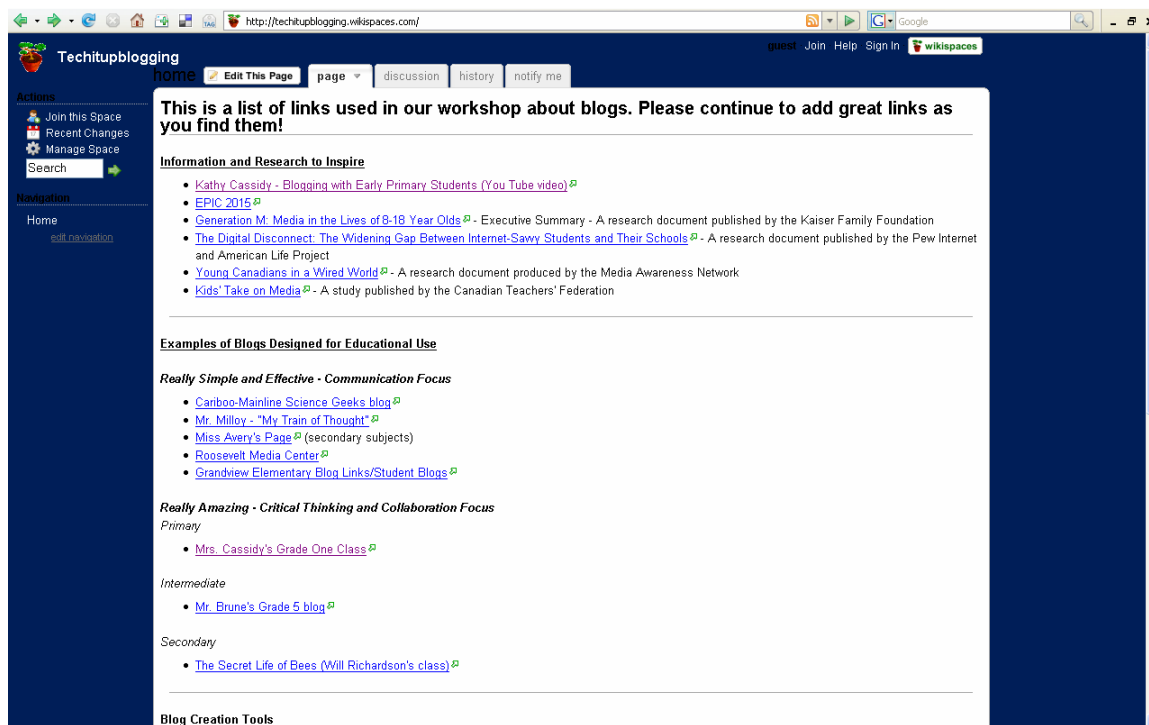 http://techitupblogging.wikispaces.com/
Google
Techitupblogging
guest Join Help Sign In wikispaces
home Edit This Page page discussion history notify me
Actions
Join this Space
Recent Changes
Manage Space
Search
Navigation
Home
edit navigation
This is a list of links used in our workshop about blogs. Please continue to add great links as
you find them!
Information and Research to Inspire
Kathy Cassidy - Blogging with Early Primary Students (You Tube video)
EPIC 2015
Generation M: Media in the Lives of 8-18 Year Olds - Executive Summary - A research document published by the Kaiser Family Foundation
The Digital Disconnect: The Widening Gap Between Internet-Savvy Students and Their Schools - A research document published by the Pew Internet
and American Life Project
Young Canadians in a Wired World - A research document produced by the Media Awareness Network
Kids' Take on Media - A study published by the Canadian Teachers' Federation
Examples of Blogs Designed for Educational Use
Really Simple and Effective - Communication Focus
Cariboo-Mainline Science Geeks blog
Mr. Milloy - "My Train of Thought"
Miss Avery's Page (secondary subjects)
Roosevelt Media Center
Grandview Elementary Blog Links/Student Blogs
Really Amazing - Critical Thinking and Collaboration Focus
Primary
Mrs. Cassidy's Grade One Class
Intermediate
Mr. Brune's Grade 5 blog
Secondary
The Secret Life of Bees (Will Richardson's class)
Blog Creation Tools